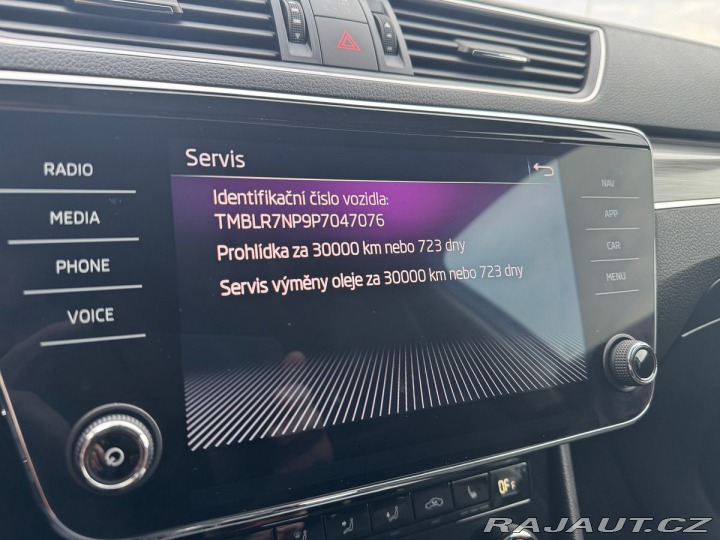 Servis
RADIO
MEDIA
PHONE
VOICE
Identifikační číslo vozidla:
TMBLR7NP9P7047076
Prohlídka za 30000 km nebo 723 dny
Servis výměny oleje za 30000 km nebo 723 dny
NAV
APP
CAR
MENU
OFF
RAJAUT.CZ